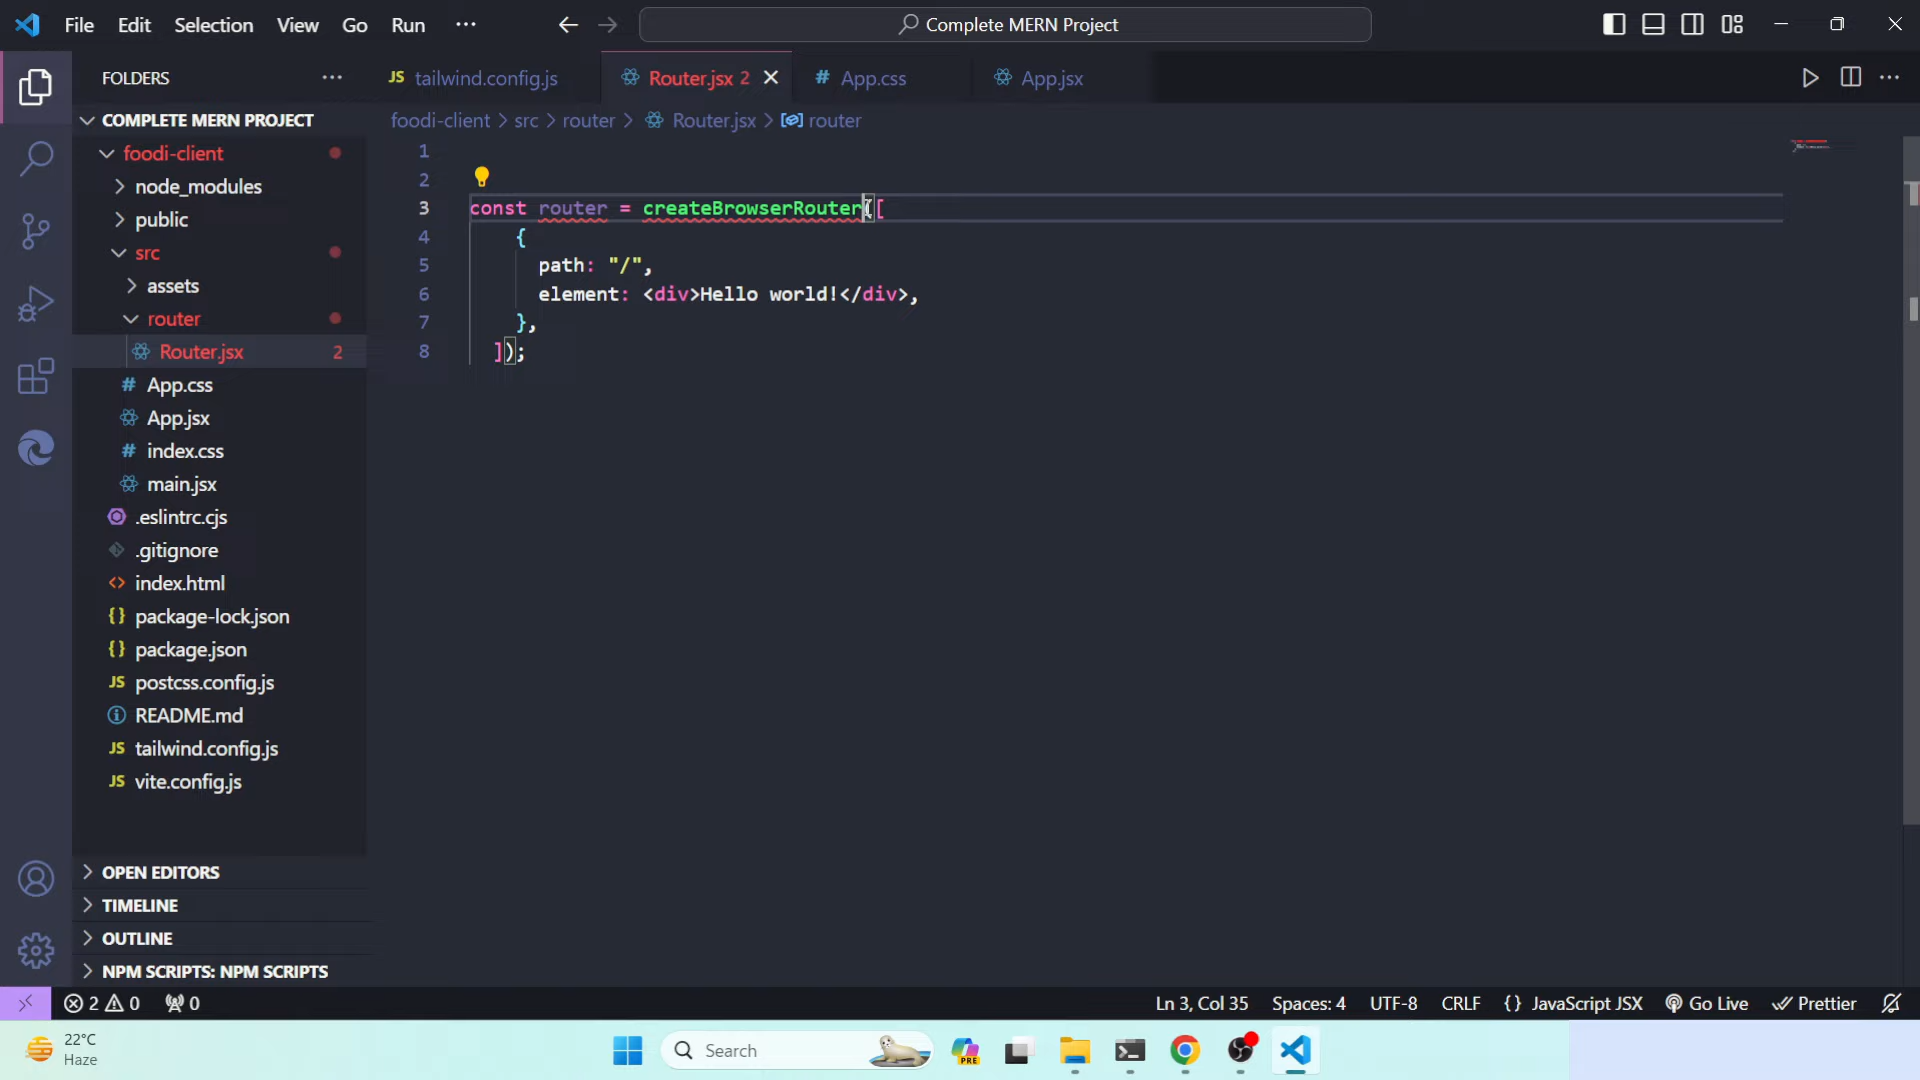 File Edit Selection View Go Run ··· Complete MERN Project
FOLDERS ···
JS tailwind.config.js Router.jsx 2 # App.css App.jsx ···
foodi-client > src > router > Router.jsx > router
COMPLETE MERN PROJECT
foodi-client
node_modules
public
src
assets
router
Router.jsx 2
# App.css
App.jsx
# index.css
main.jsx
.eslintrc.cjs
.gitignore
<> index.html
{} package-lock.json
{} package.json
JS postcss.config.js
README.md
JS tailwind.config.js
JS vite.config.js
OPEN EDITORS
TIMELINE
OUTLINE
NPM SCRIPTS: NPM SCRIPTS
1
2
3 const router = createBrowserRouter([
4 {
5 path: "/",
6 element: <div>Hello world!</div>,
7 },
8 ]);
2 0 0 Ln 3, Col 35 Spaces: 4 UTF-8 CRLF {} JavaScript JSX Go Live Prettier
22°C
Haze
Search
PRE